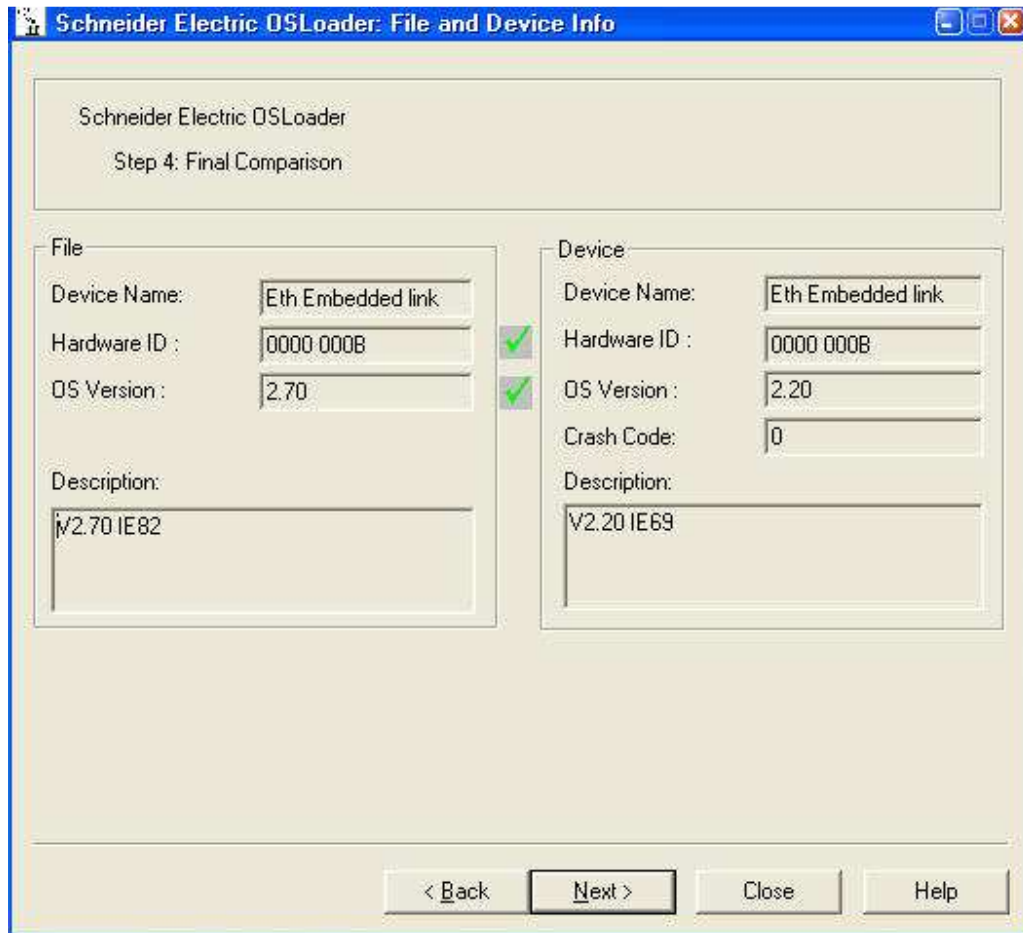 Schneider Electric OSLoader: File and Device Info
Schneider Electric OSLoader
Step 4: Final Comparison
File
Device Name: Eth Embedded link
Hardware ID : 0000 000B
OS Version : 2.70
Description:
V2.70 IE82
Device
Device Name: Eth Embedded link
Hardware ID : 0000 000B
OS Version : 2.20
Crash Code: 0
Description:
V2.20 IE69
< Back
Next >
Close
Help